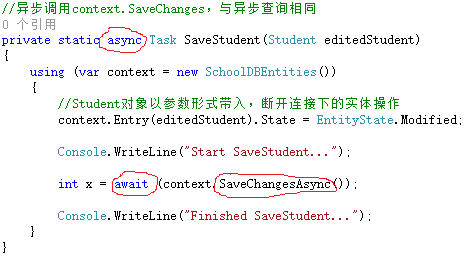 //异步调用context.SaveChanges，与异步查询相同
0 个引用
private static async Task SaveStudent(Student editedStudent)
{
using (var context = new SchoolDBEntities())
{
//Student对象以参数形式带入，断开连接下的实体操作
context.Entry(editedStudent).State = EntityState.Modified;
Console.WriteLine("Start SaveStudent...");
int x = await (context.SaveChangesAsync());
Console.WriteLine("Finished SaveStudent...");
}
}